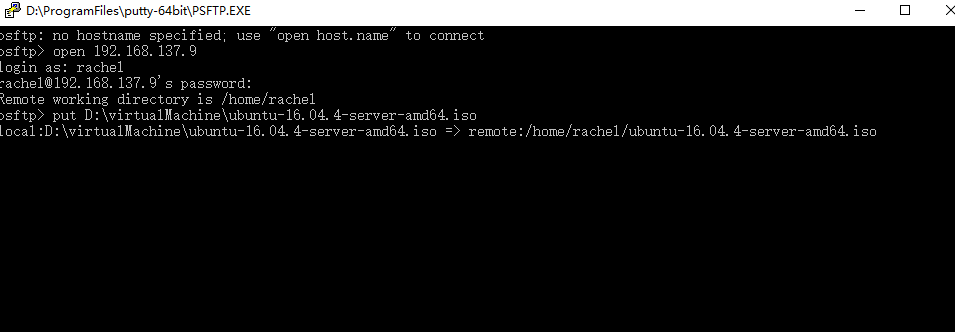 D:\ProgramFiles\putty-64bit\PSFTP.EXE
psftp: no hostname specified; use "open host.name" to connect
psftp> open 192.168.137.9
login as: rachel
rachel@192.168.137.9's password:
Remote working directory is /home/rachel
psftp> put D:\virtualMachine\ubuntu-16.04.4-server-amd64.iso
local:D:\virtualMachine\ubuntu-16.04.4-server-amd64.iso => remote:/home/rachel/ubuntu-16.04.4-server-amd64.iso